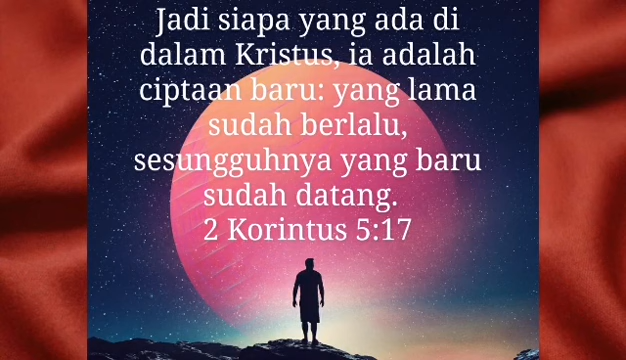 Jadi siapa yang ada di
dalam Kristus, ia adalah
ciptaan baru: yang lama
sudah berlalu,
sesungguhnya yang baru
sudah datang.
2 Korintus 5:17